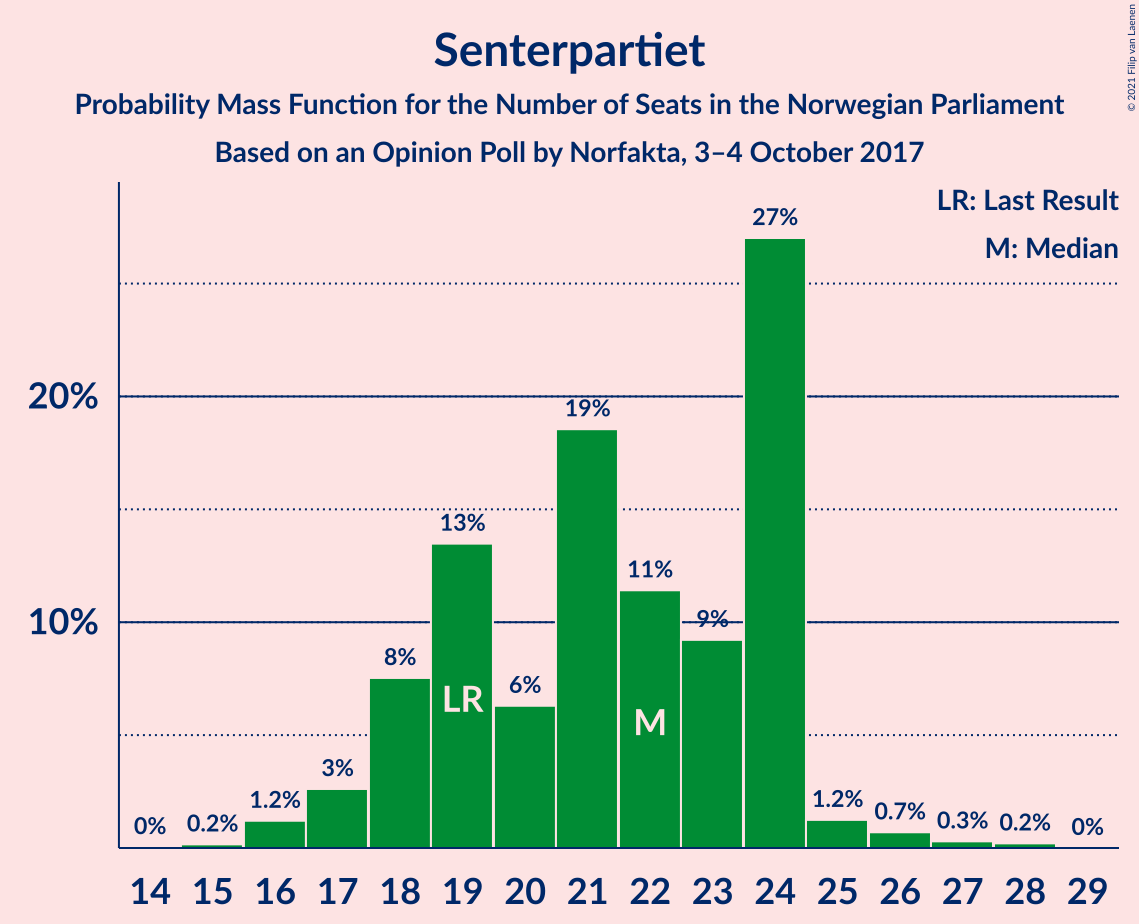 Senterpartiet
Probability Mass Function for the Number of Seats in the Norwegian Parliament
Based on an Opinion Poll by Norfakta, 3–4 October 2017
© 2021 Filip van Laenen
LR: Last Result
M: Median
20%
10%
0%
0.2%
1.2%
3%
8%
13%
6%
19%
11%
9%
27%
1.2%
0.7%
0.3%
0.2%
0%
LR
M
14 15 16 17 18 19 20 21 22 23 24 25 26 27 28 29